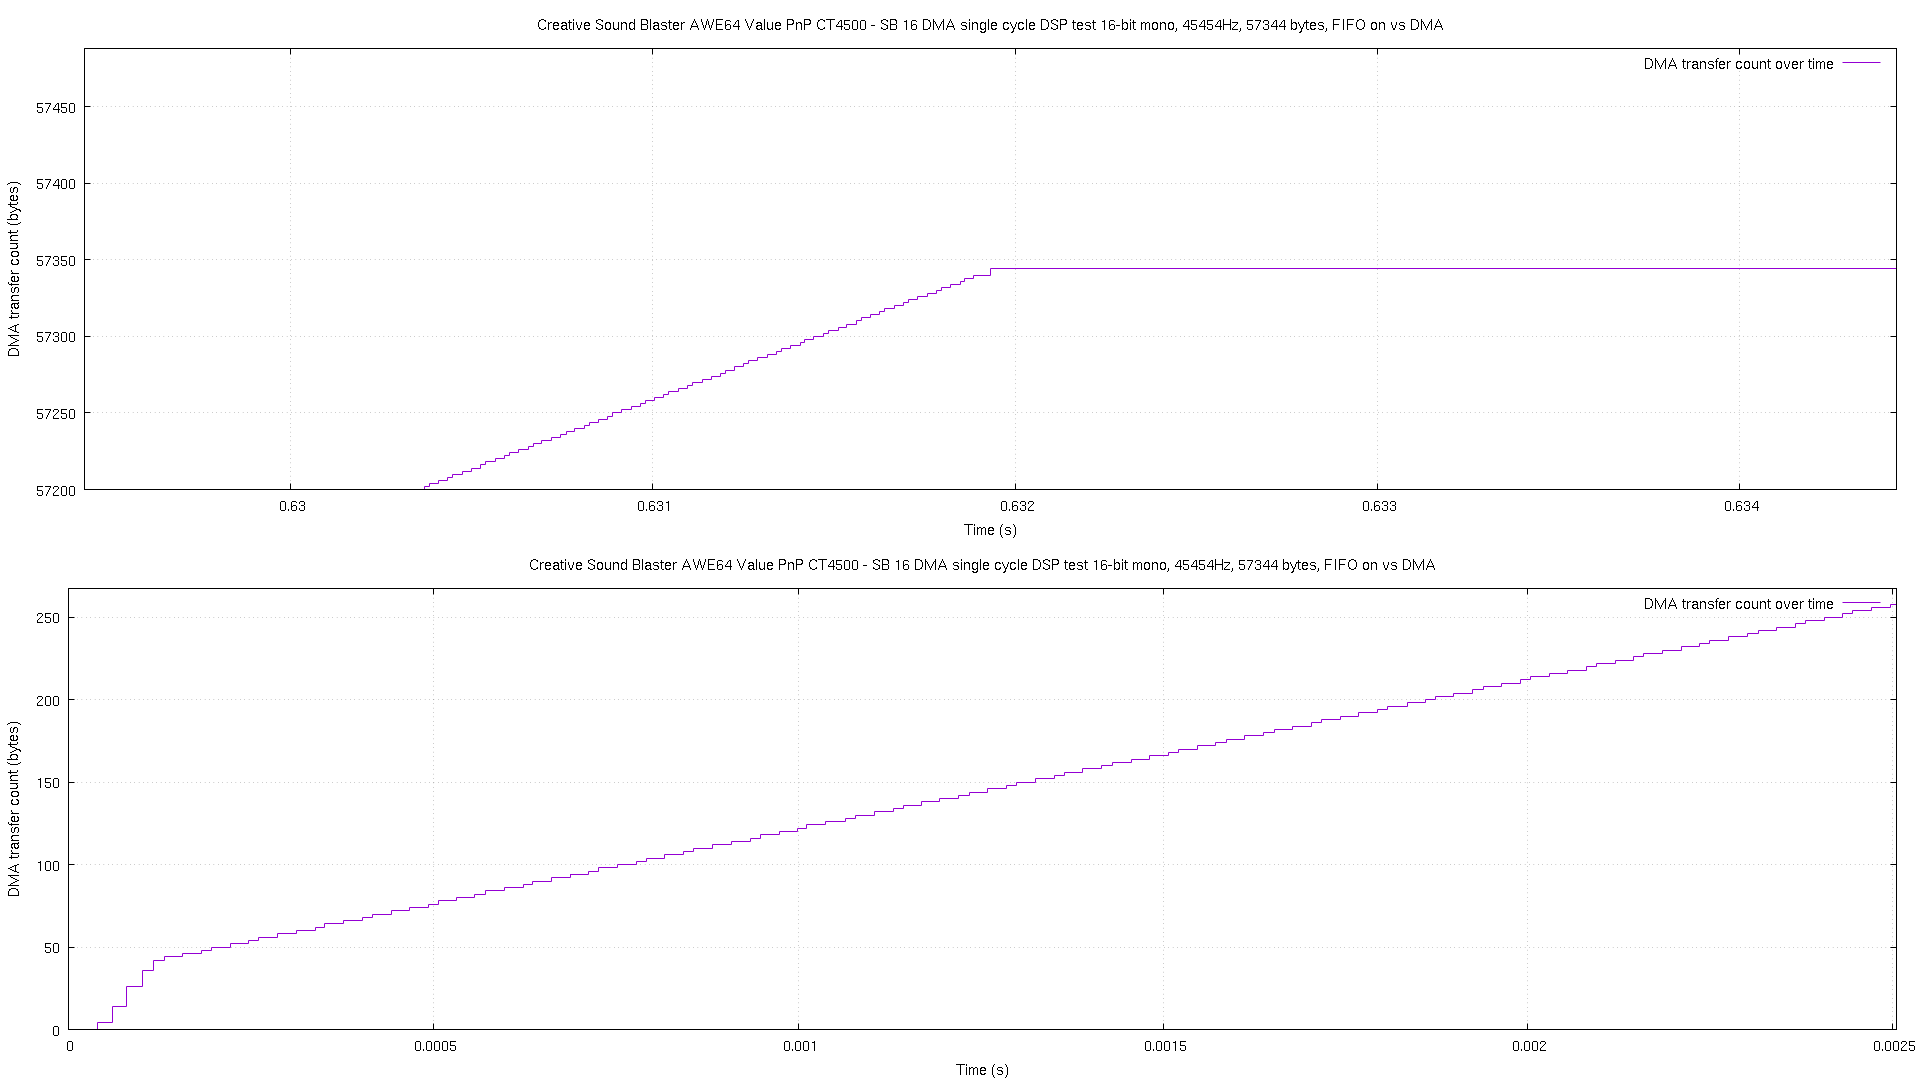 Creative Sound Blaster AWE64 Value PnP CT4500 - SB 16 DMA single cycle DSP test 16-bit mono, 45454Hz, 57344 bytes, FIFO on vs DMA
DMA transfer count over time
DMA transfer count (bytes)
57450
57400
57350
57300
57250
57200
0.63 0.631 0.632 0.633 0.634
Time (s)
Creative Sound Blaster AWE64 Value PnP CT4500 - SB 16 DMA single cycle DSP test 16-bit mono, 45454Hz, 57344 bytes, FIFO on vs DMA
DMA transfer count over time
DMA transfer count (bytes)
250
200
150
100
50
0
0 0.0005 0.001 0.0015 0.002 0.0025
Time (s)